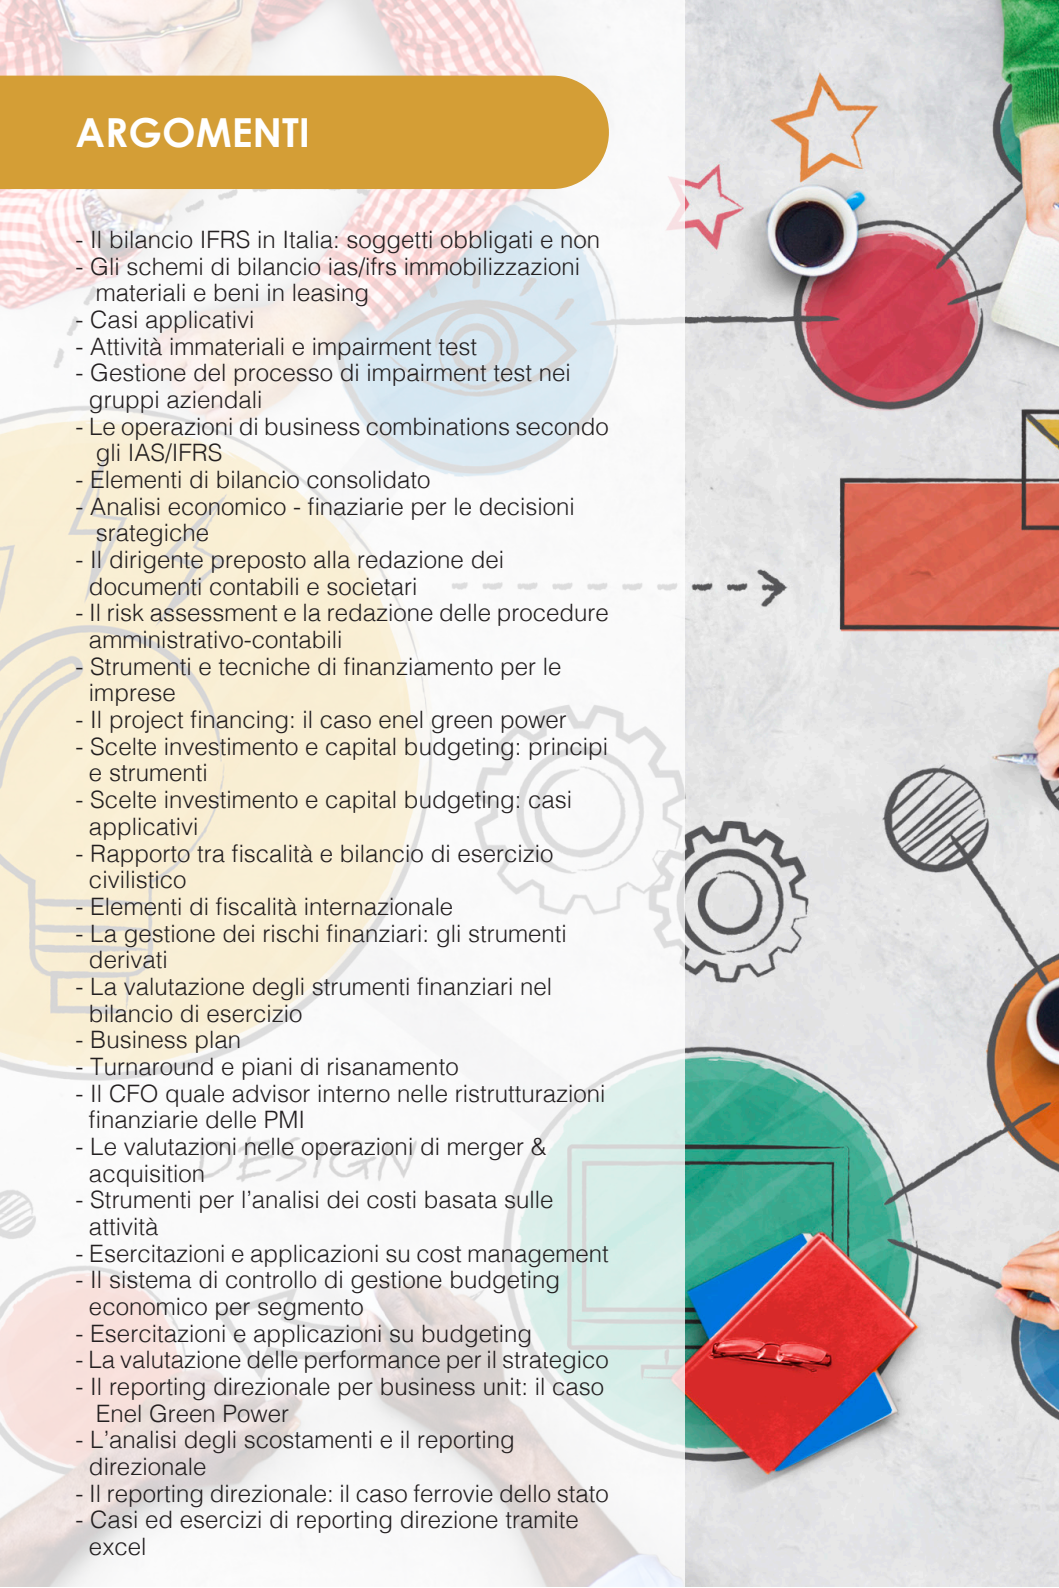 ARGOMENTI
- Il bilancio IFRS in Italia: soggetti obbligati e non
- Gli schemi di bilancio ias/ifrs immobilizzazioni
materiali e beni in leasing
- Casi applicativi
- Attività immateriali e impairment test
- Gestione del processo di impairment test nei
gruppi aziendali
- Le operazioni di business combinations secondo
gli IAS/IFRS
- Elementi di bilancio consolidato
- Analisi economico - finaziarie per le decisioni
srategiche
- Il dirigente preposto alla redazione dei
documenti contabili e societari
- Il risk assessment e la redazione delle procedure
amministrativo-contabili
- Strumenti e tecniche di finanziamento per le
imprese
- Il project financing: il caso enel green power
- Scelte investimento e capital budgeting: principi
e strumenti
- Scelte investimento e capital budgeting: casi
applicativi
- Rapporto tra fiscalità e bilancio di esercizio
civilistico
- Elementi di fiscalità internazionale
- La gestione dei rischi finanziari: gli strumenti
derivati
- La valutazione degli strumenti finanziari nel
bilancio di esercizio
- Business plan
- Turnaround e piani di risanamento
- Il CFO quale advisor interno nelle ristrutturazioni
finanziarie delle PMI
- Le valutazioni nelle operazioni di merger &
acquisition
DESIGN
- Strumenti per l'analisi dei costi basata sulle
attività
- Esercitazioni e applicazioni su cost management
- Il sistema di controllo di gestione budgeting
economico per segmento
- Esercitazioni e applicazioni su budgeting
- La valutazione delle performance per il strategico
- Il reporting direzionale per business unit: il caso
Enel Green Power
- L'analisi degli scostamenti e il reporting
direzionale
- Il reporting direzionale: il caso ferrovie dello stato
- Casi ed esercizi di reporting direzione tramite
excel